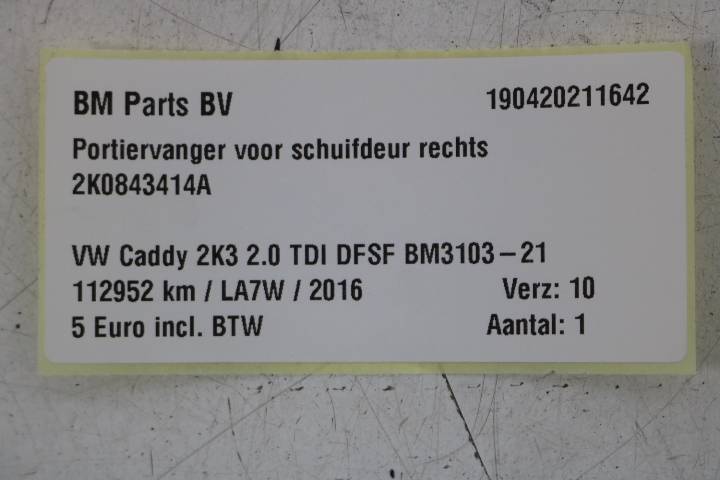 BM Parts BV 190420211642
Portiervanger voor schuifdeur rechts
2K0843414A
VW Caddy 2K3 2.0 TDI DFSF BM3103-21
112952 km / LA7W / 2016 Verz: 10
5 Euro incl. BTW Aantal: 1